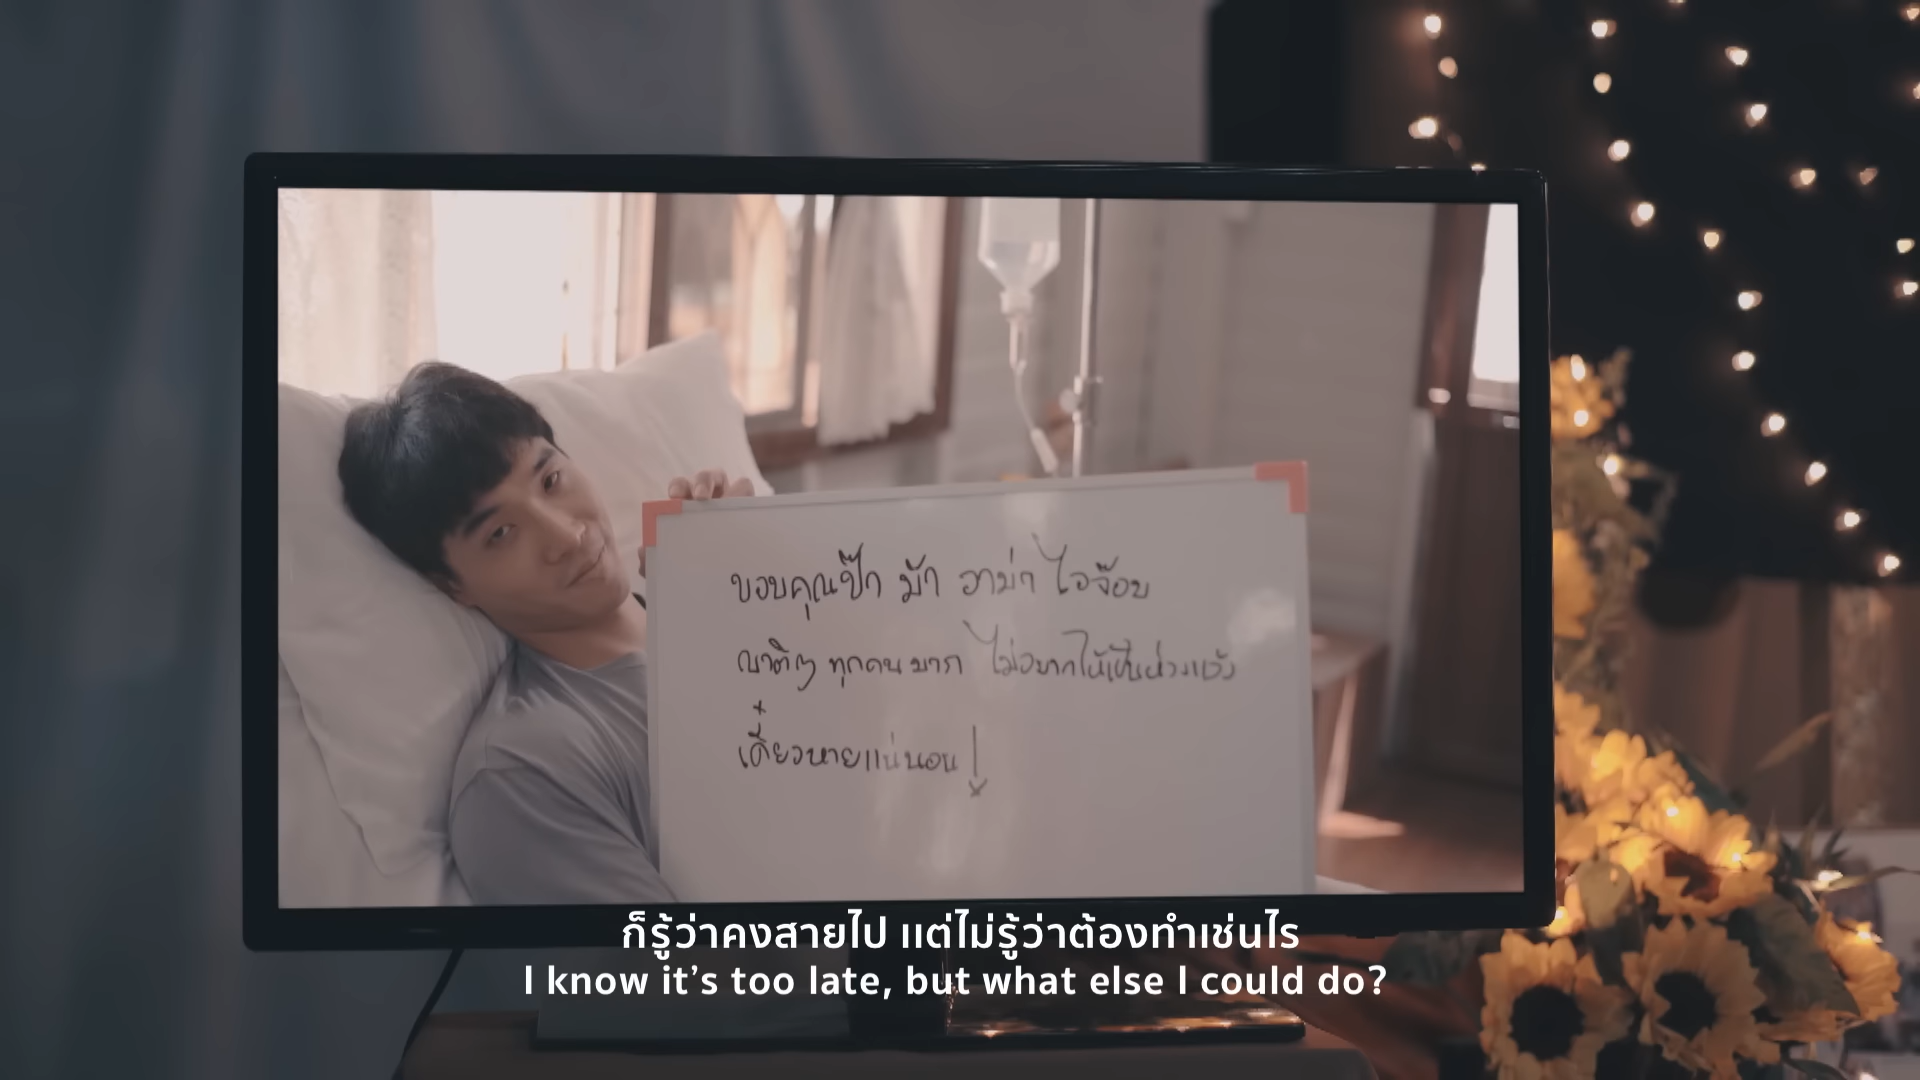 ขอบคุณป๊า ม้า อาม่า ไอจ๊อบ
ญาติๆ ทุกคน มาก ไม่อยากให้เป็นห่วงแล้ว
เดี๋ยวหายแน่นอน!
ก็รู้ว่าคงสายไป แต่ไม่รู้ว่าต้องทำเช่นไร
I know it's too late, but what else I could do?